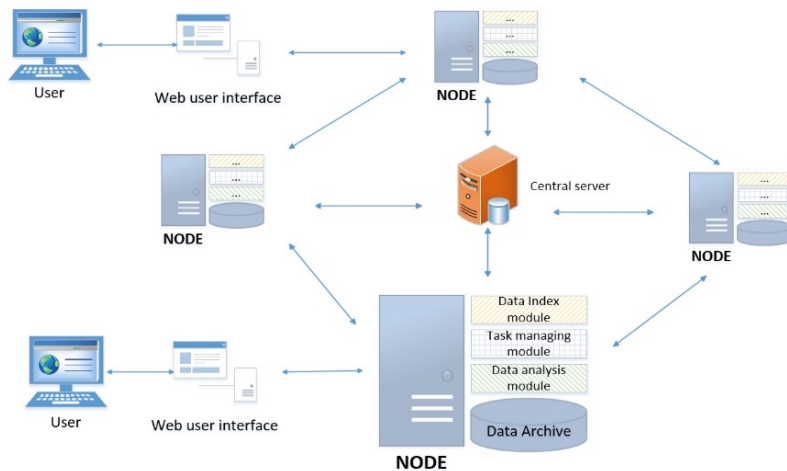 ...
...
...
User
Web user interface
NODE
...
...
...
NODE
Central server
...
...
...
NODE
Data Index
module
Task managing
module
Data analysis
module
Data Archive
User
Web user interface
NODE